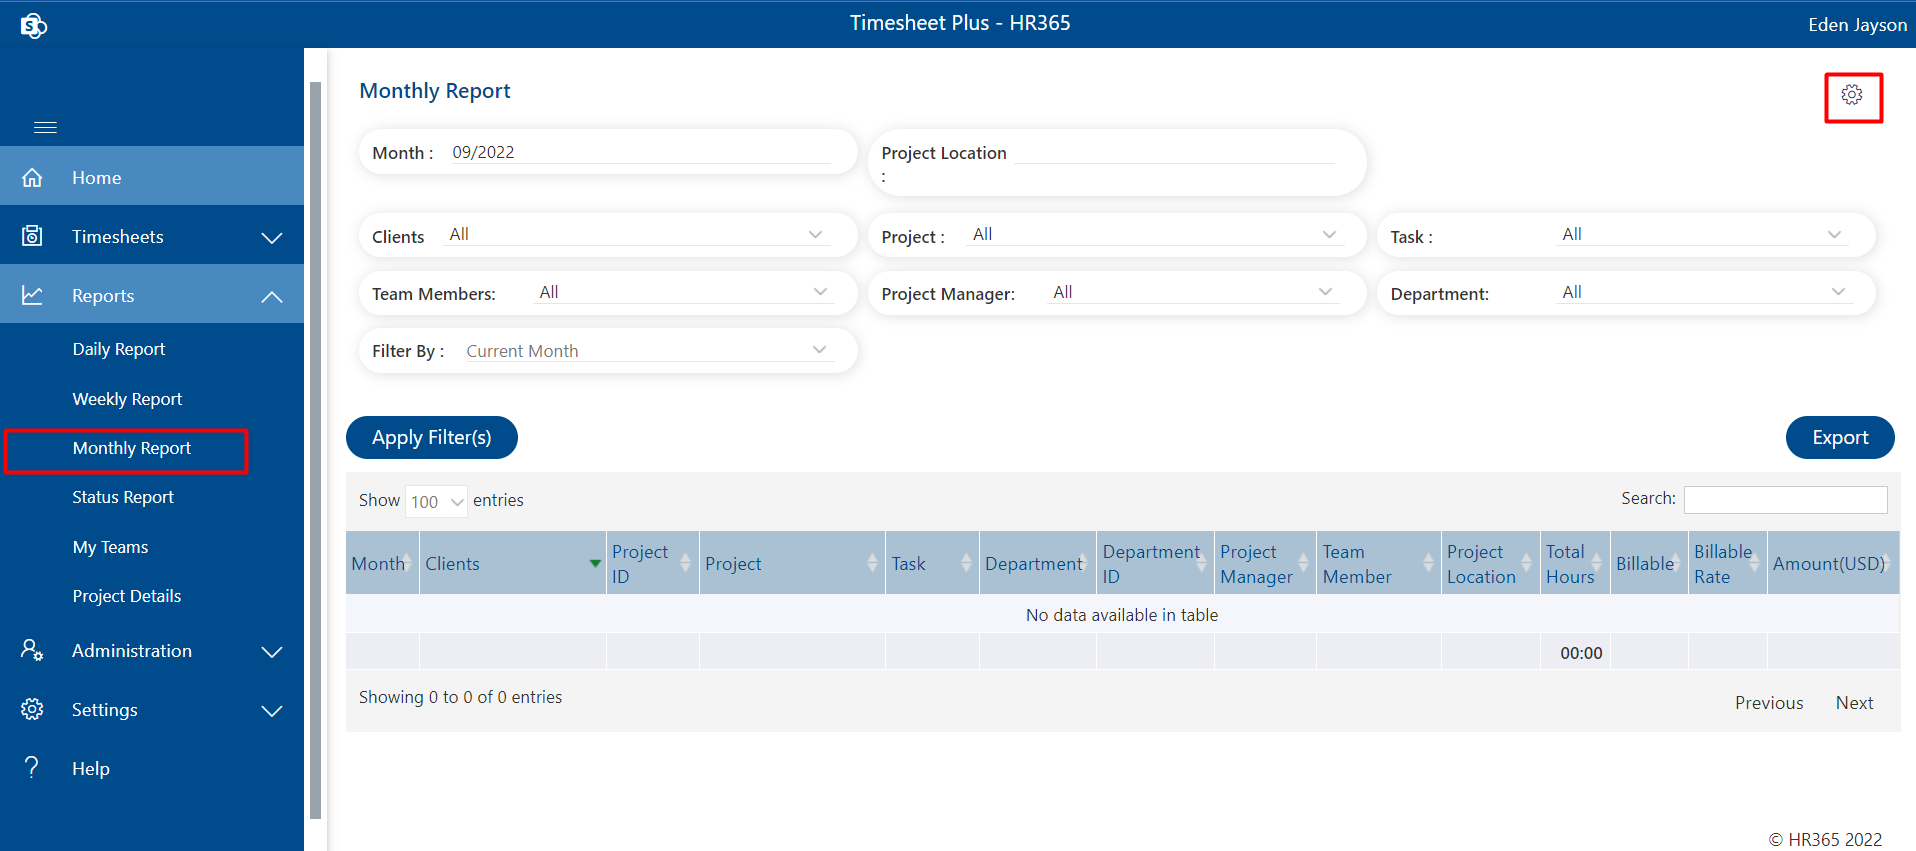 S
Timesheet Plus - HR365
Eden Jayson
Home
Timesheets
Reports
Daily Report
Weekly Report
Monthly Report
Status Report
My Teams
Project Details
Administration
Settings
? Help
Monthly Report
Month : 09/2022
Project Location :
Clients All
Project : All
Task : All
Team Members: All
Project Manager: All
Department: All
Filter By : Current Month
Apply Filter(s)
Export
Show 100 entries
Search:
Month Clients Project ID Project Task Department Department ID Project Manager Team Member Project Location Total Hours Billable Billable Rate Amount(USD)
No data available in table
00:00
Showing 0 to 0 of 0 entries
Previous Next
© HR365 2022